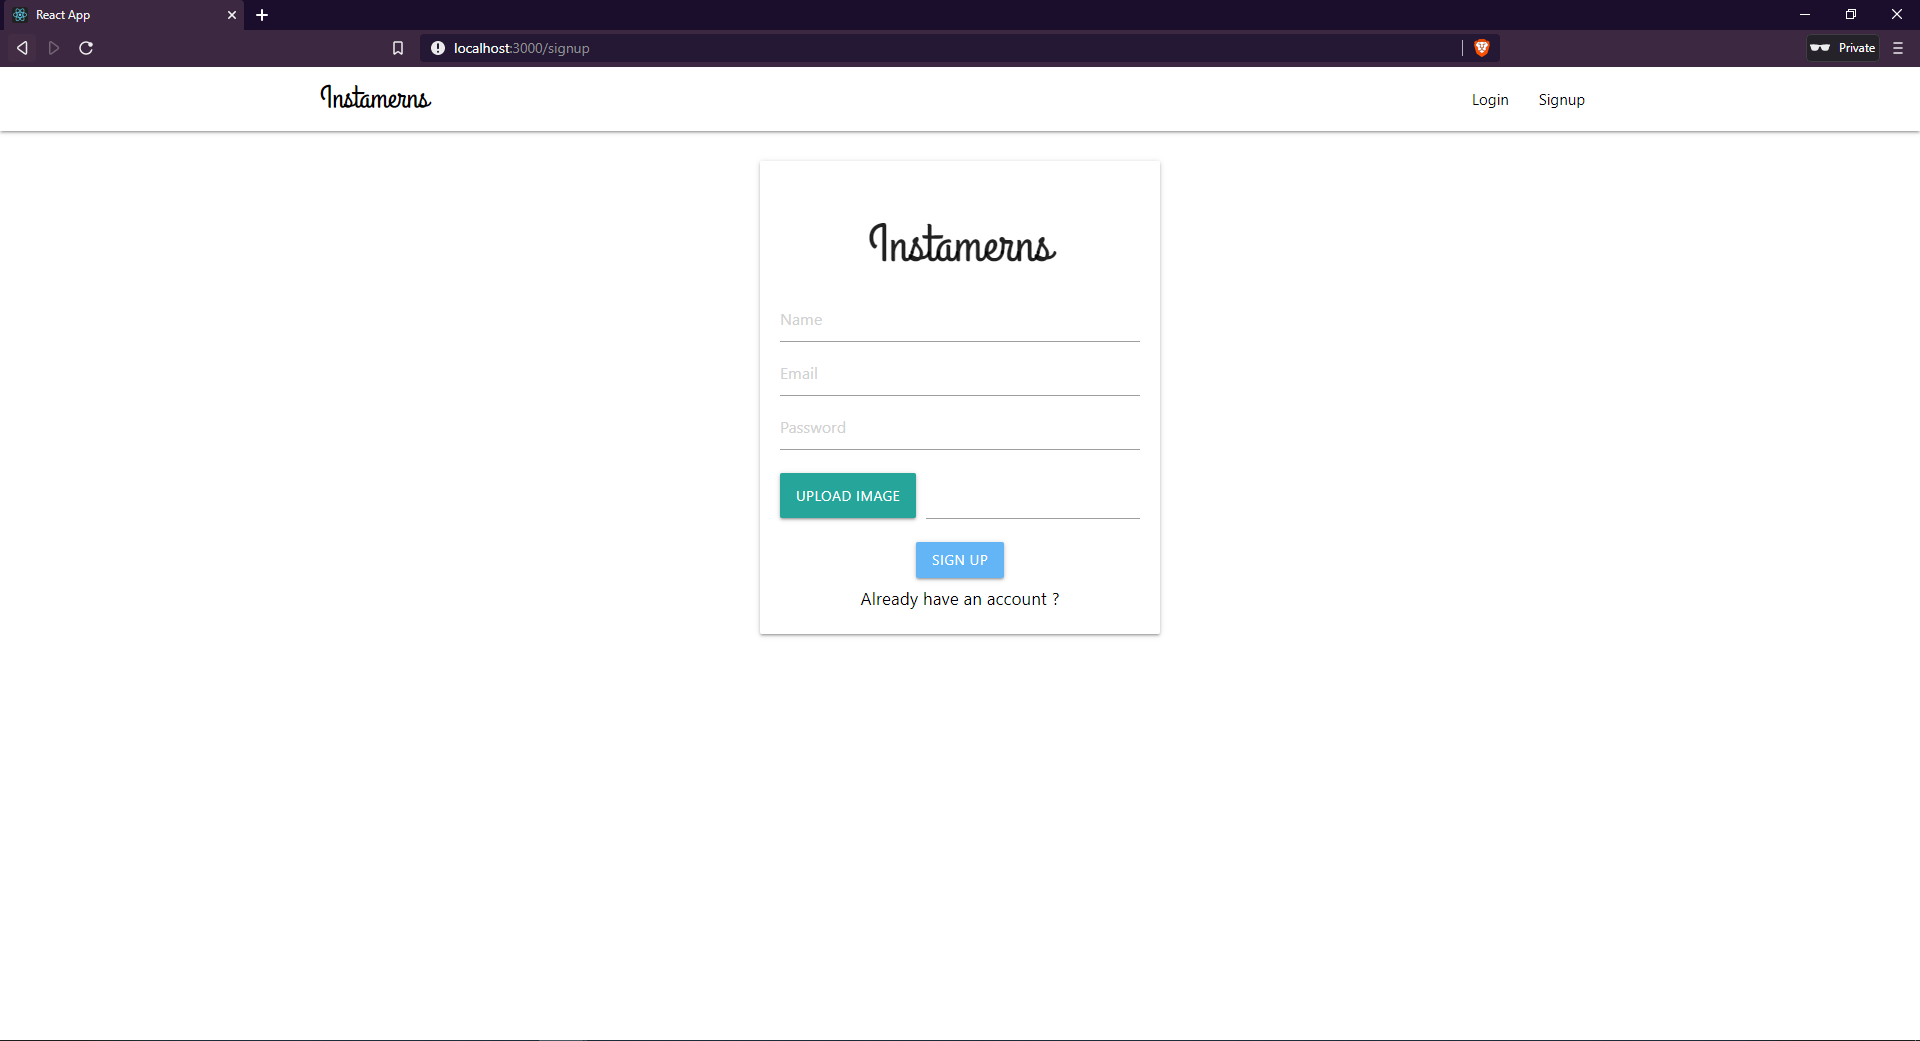 React App
localhost:3000/signup
Private
Instamerns
Login
Signup
Instamerns
Name
Email
Password
UPLOAD IMAGE
SIGN UP
Already have an account ?